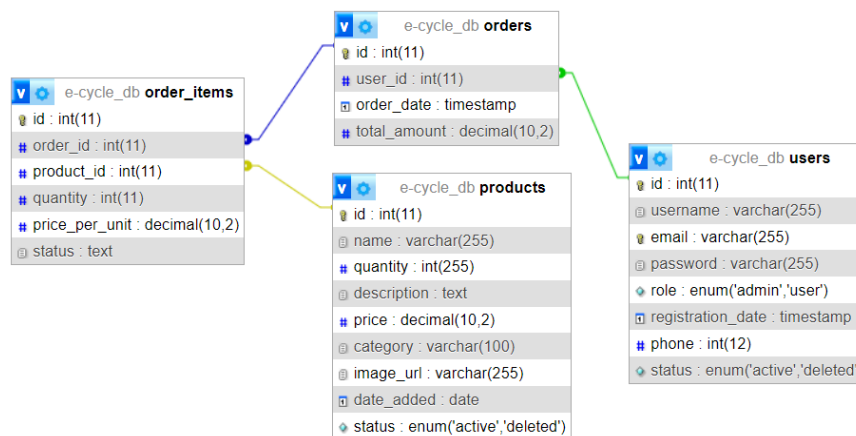 e-cycle_db orders
id : int(11)
user_id : int(11)
order_date : timestamp
total_amount : decimal(10,2)
e-cycle_db order_items
id : int(11)
order_id : int(11)
product_id : int(11)
quantity : int(11)
price_per_unit : decimal(10,2)
status : text
e-cycle_db products
id : int(11)
name : varchar(255)
quantity : int(255)
description : text
price : decimal(10,2)
category : varchar(100)
image_url : varchar(255)
date_added : date
status : enum('active','deleted')
e-cycle_db users
id : int(11)
username : varchar(255)
email : varchar(255)
password : varchar(255)
role : enum('admin','user')
registration_date : timestamp
phone : int(12)
status : enum('active','deleted'